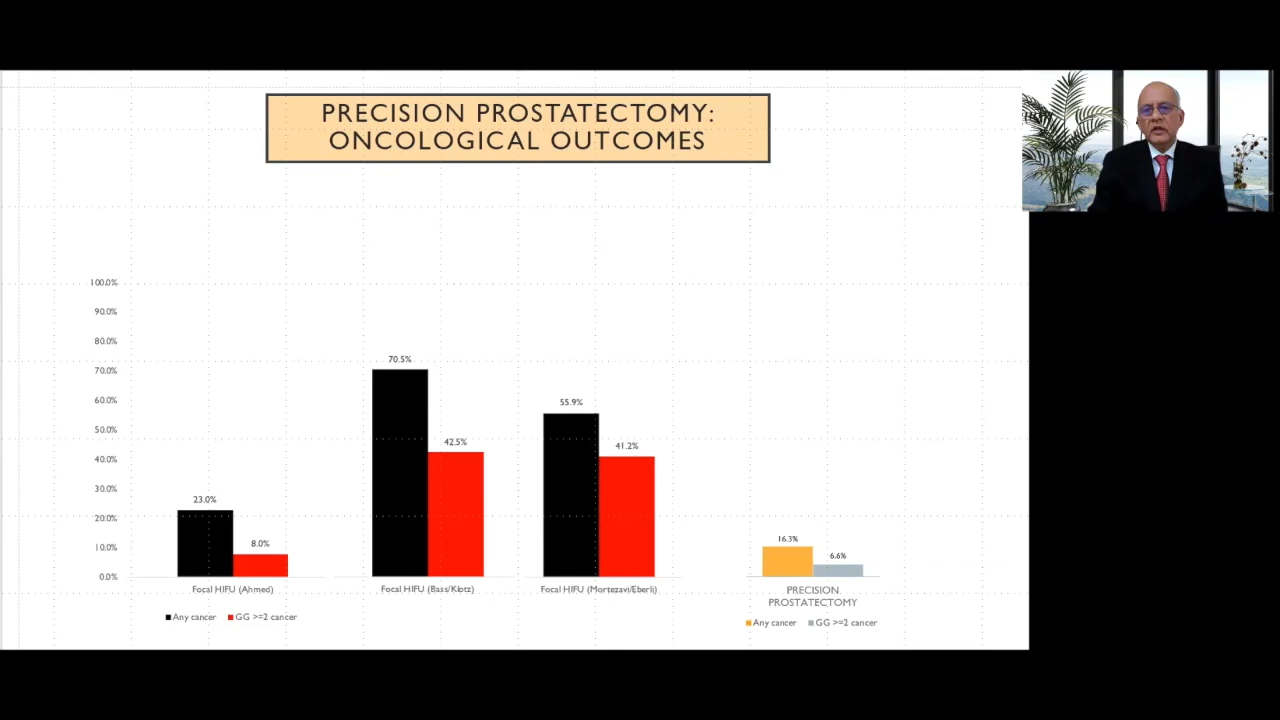 PRECISION PROSTATECTOMY:
ONCOLOGICAL OUTCOMES
100.0%
90.0%
80.0%
70.0%
60.0%
50.0%
40.0%
30.0%
20.0%
10.0%
0.0%
23.0%
8.0%
70.5%
42.5%
55.9%
41.2%
16.3%
6.6%
Focal HIFU (Ahmed)
Focal HIFU (Bass/Klotz)
Focal HIFU (Mortezavi/Eberli)
PRECISION
PROSTATECTOMY
Any cancer GG >=2 cancer
Any cancer GG >=2 cancer